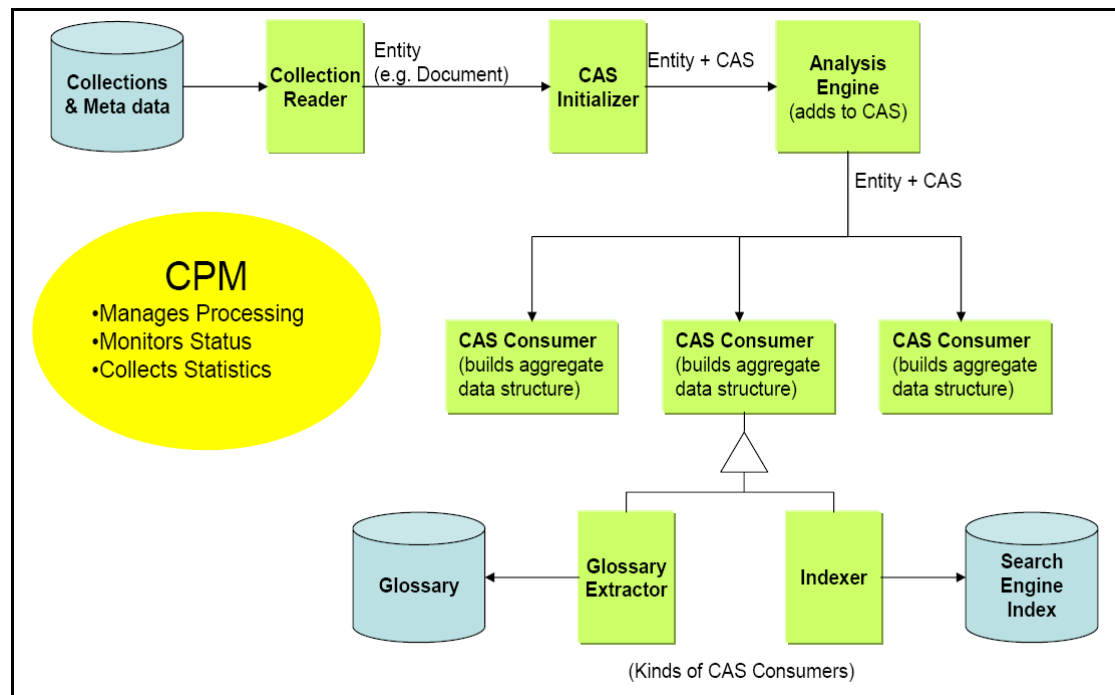 Collections
& Meta data
Collection
Reader
Entity
(e.g. Document)
CAS
Initializer
Entity + CAS
Analysis
Engine
(adds to CAS)
Entity + CAS
CPM
•Manages Processing
•Monitors Status
•Collects Statistics
CAS Consumer
(builds aggregate
data structure)
CAS Consumer
(builds aggregate
data structure)
CAS Consumer
(builds aggregate
data structure)
Glossary
Glossary
Extractor
Indexer
Search
Engine
Index
(Kinds of CAS Consumers)